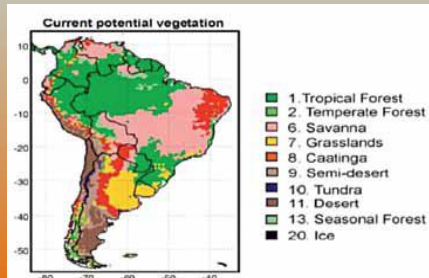 Current potential vegetation
10
0
-10
-20
-30
-40
-50
-80 -70 -60 -50 -40
1. Tropical Forest
2. Temperate Forest
6. Savanna
7. Grasslands
8. Caatinga
9. Semi-desert
10. Tundra
11. Desert
13. Seasonal Forest
20. Ice